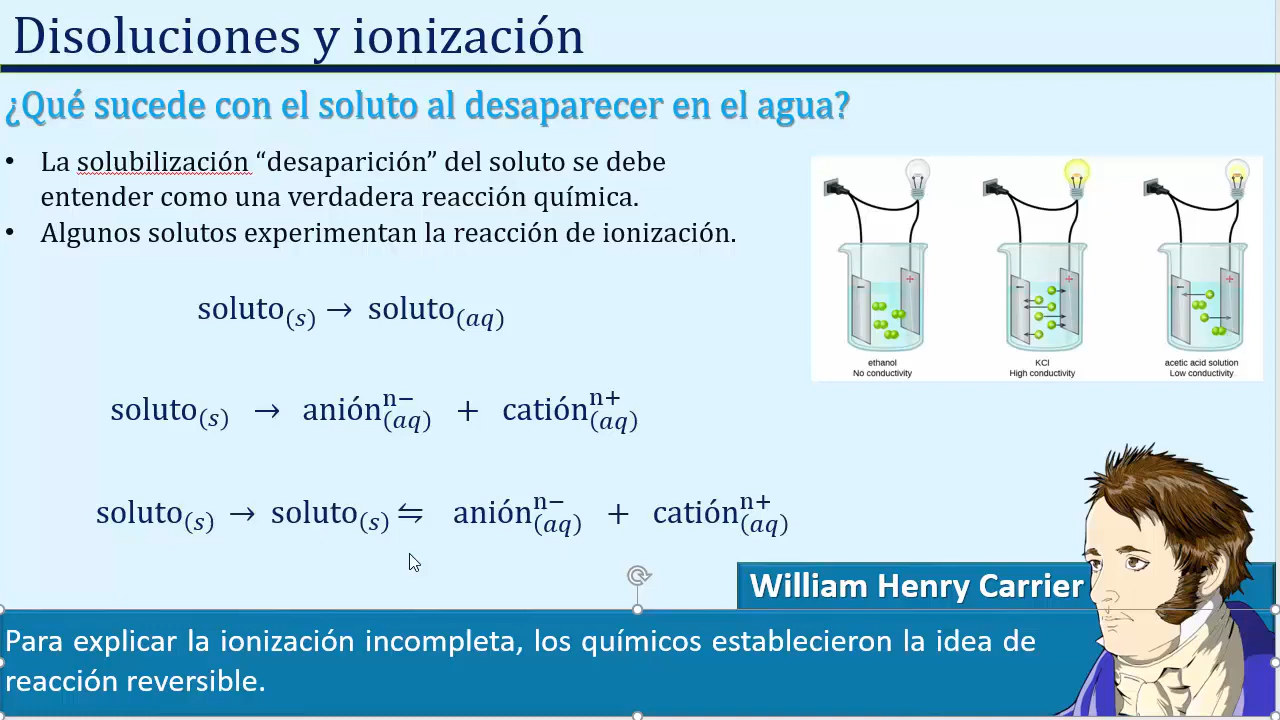 Disoluciones y ionización
¿Qué sucede con el soluto al desaparecer en el agua?
• La solubilización “desaparición” del soluto se debe
entender como una verdadera reacción química.
• Algunos solutos experimentan la reacción de ionización.
soluto(s) → soluto(aq)
soluto(s) → anión(aq)ⁿ⁻ + catión(aq)ⁿ⁺
soluto(s) → soluto(s) ⇋ anión(aq)ⁿ⁻ + catión(aq)ⁿ⁺
− +
− +
− +
ethanol
No conductivity
KCl
High conductivity
acetic acid solution
Low conductivity
William Henry Carrier
Para explicar la ionización incompleta, los químicos establecieron la idea de
reacción reversible.